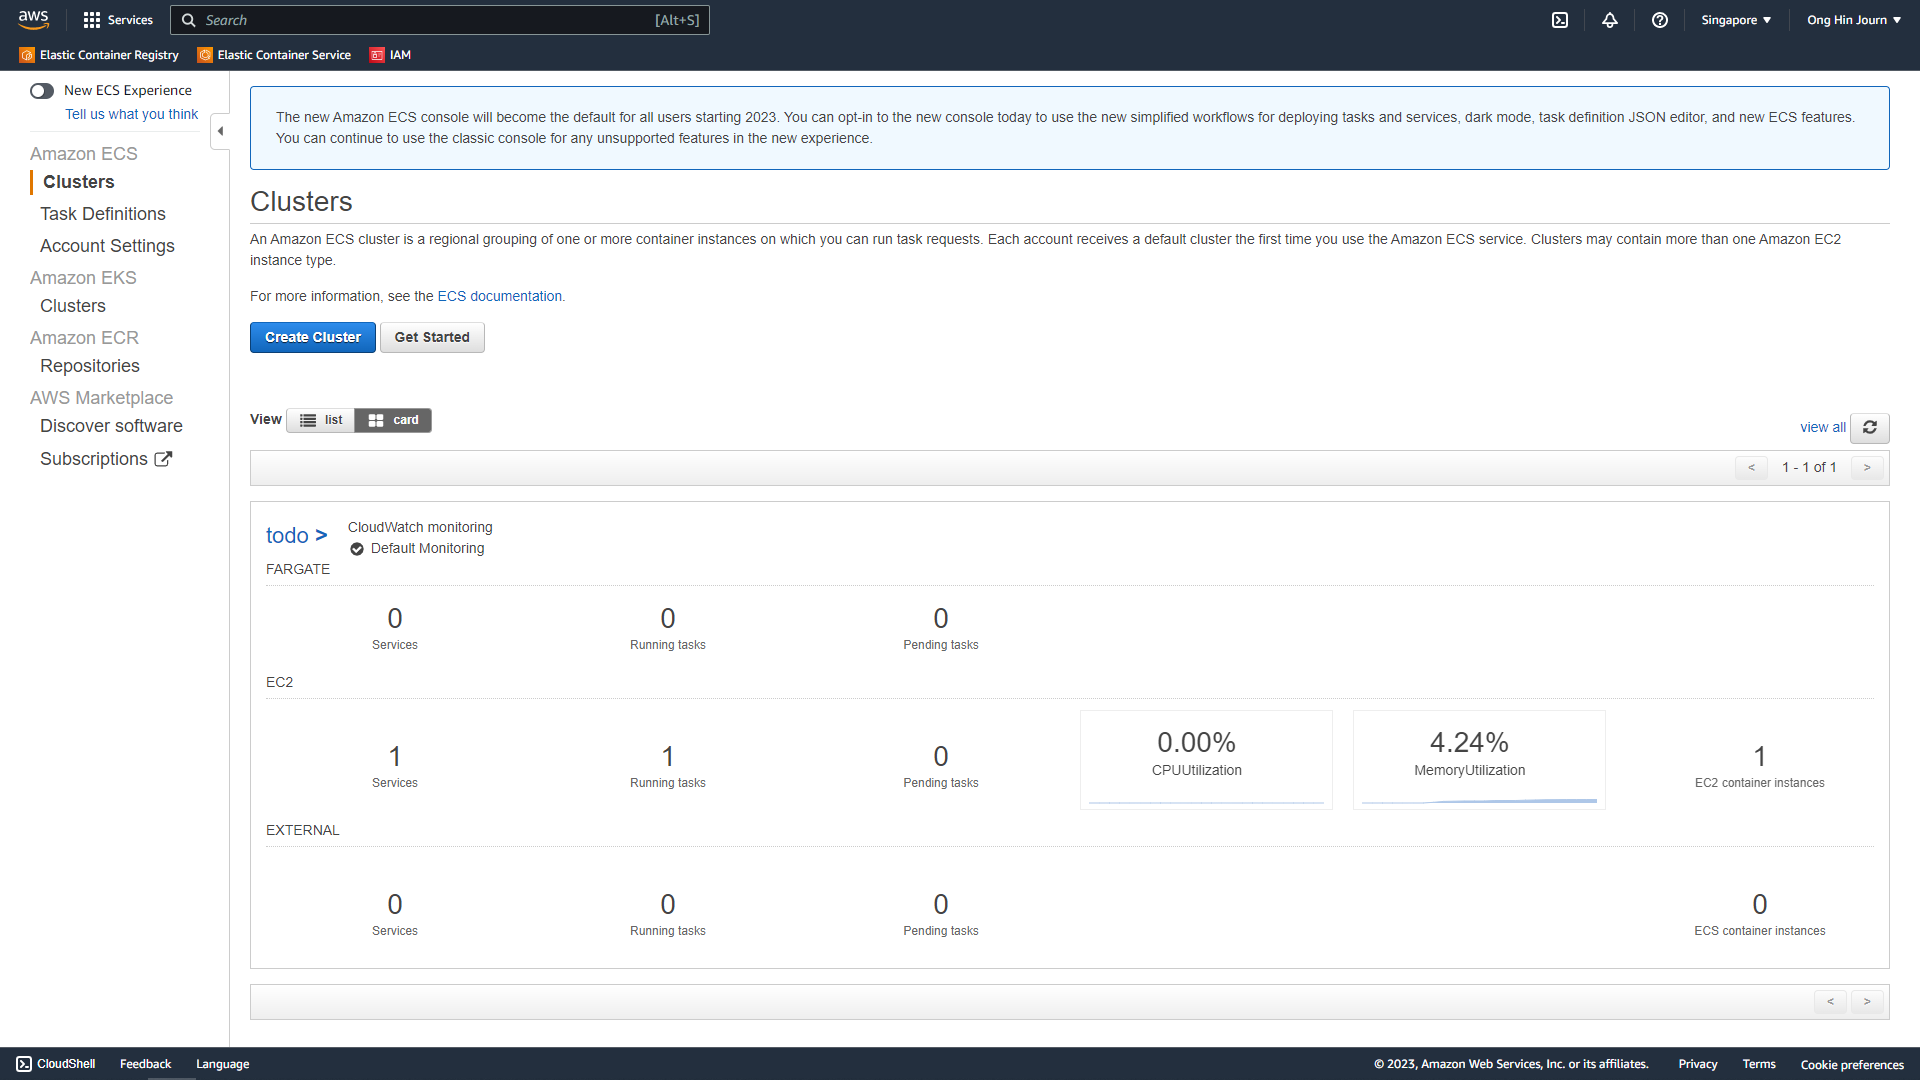 aws
Services
Search
[Alt+S]
Singapore
Ong Hin Journ
Elastic Container Registry
Elastic Container Service
IAM
New ECS Experience
Tell us what you think
Amazon ECS
Clusters
Task Definitions
Account Settings
Amazon EKS
Clusters
Amazon ECR
Repositories
AWS Marketplace
Discover software
Subscriptions
The new Amazon ECS console will become the default for all users starting 2023. You can opt-in to the new console today to use the new simplified workflows for deploying tasks and services, dark mode, task definition JSON editor, and new ECS features.
You can continue to use the classic console for any unsupported features in the new experience.
Clusters
An Amazon ECS cluster is a regional grouping of one or more container instances on which you can run task requests. Each account receives a default cluster the first time you use the Amazon ECS service. Clusters may contain more than one Amazon EC2
instance type.
For more information, see the ECS documentation.
Create Cluster
Get Started
View
list
card
view all
< 1 - 1 of 1 >
todo >
CloudWatch monitoring
Default Monitoring
FARGATE
0 0 0
Services Running tasks Pending tasks
EC2
1 1 0 0.00% 4.24% 1
Services Running tasks Pending tasks CPUUtilization MemoryUtilization EC2 container instances
EXTERNAL
0 0 0 0
Services Running tasks Pending tasks ECS container instances
< >
CloudShell
Feedback
Language
© 2023, Amazon Web Services, Inc. or its affiliates.
Privacy
Terms
Cookie preferences